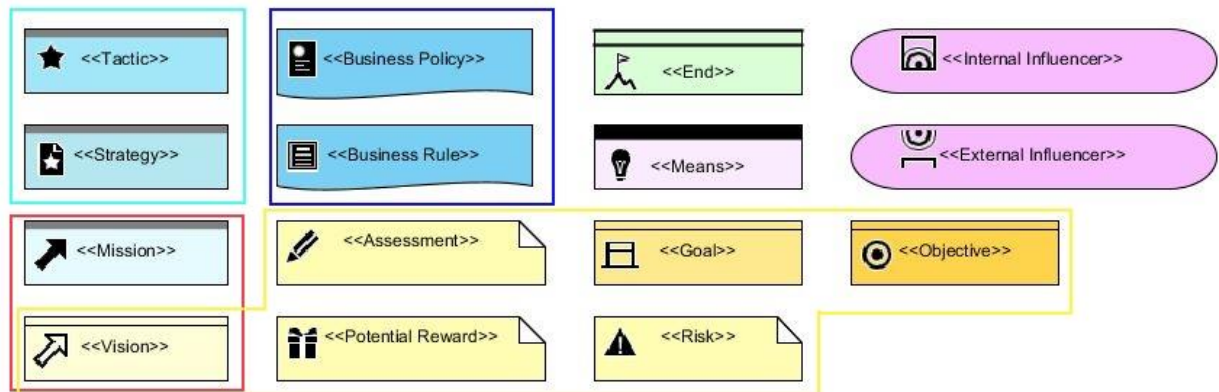 <<Tactic>>
<<Business Policy>>
<<End>>
<<Internal Influencer>>
<<Strategy>>
<<Business Rule>>
<<Means>>
<<External Influencer>>
<<Mission>>
<<Assessment>>
<<Goal>>
<<Objective>>
<<Vision>>
<<Potential Reward>>
<<Risk>>